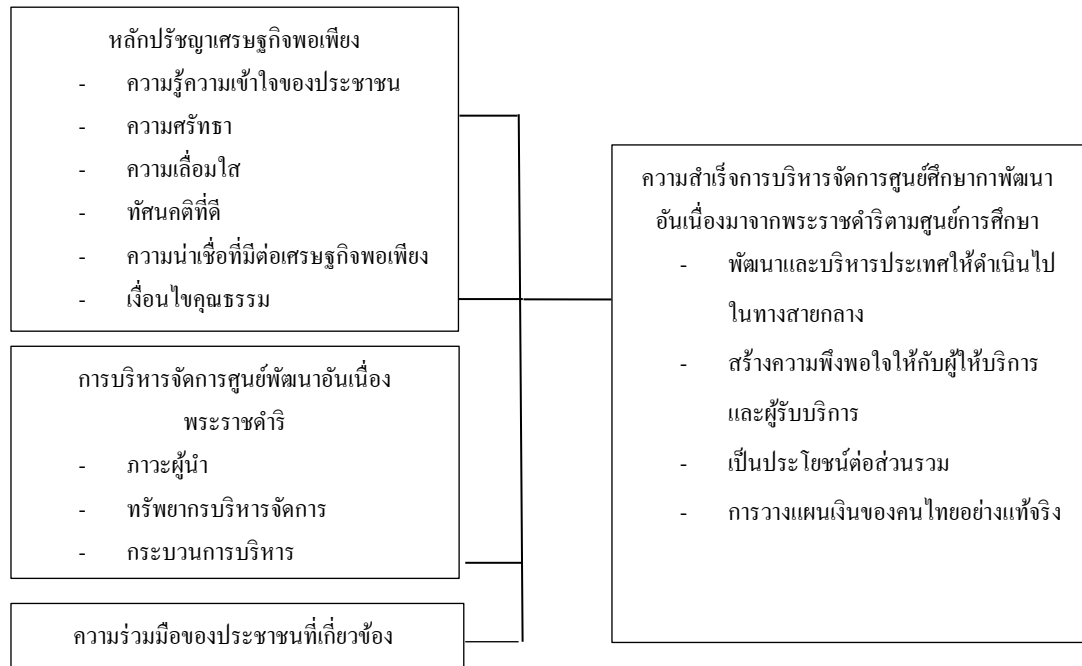 หลักปรัชญาเศรษฐกิจพอเพียง
- ความรู้ความเข้าใจของประชาชน
- ความศรัทธา
- ความเลื่อมใส
- ทัศนคติที่ดี
- ความน่าเชื่อที่มีต่อเศรษฐกิจพอเพียง
- เงื่อนไขคุณธรรม
การบริหารจัดการศูนย์พัฒนาอันเนื่อง
พระราชดำริ
- ภาวะผู้นำ
- ทรัพยากรบริหารจัดการ
- กระบวนการบริหาร
ความร่วมมือของประชาชนที่เกี่ยวข้อง
ความสำเร็จการบริหารจัดการศูนย์ศึกษากาพัฒนา
อันเนื่องมาจากพระราชดำริตามศูนย์การศึกษา
- พัฒนาและบริหารประเทศให้ดำเนินไป
ในทางสายกลาง
- สร้างความพึงพอใจให้กับผู้ให้บริการ
และผู้รับบริการ
- เป็นประโยชน์ต่อส่วนรวม
- การวางแผนเงินของคนไทยอย่างแท้จริง